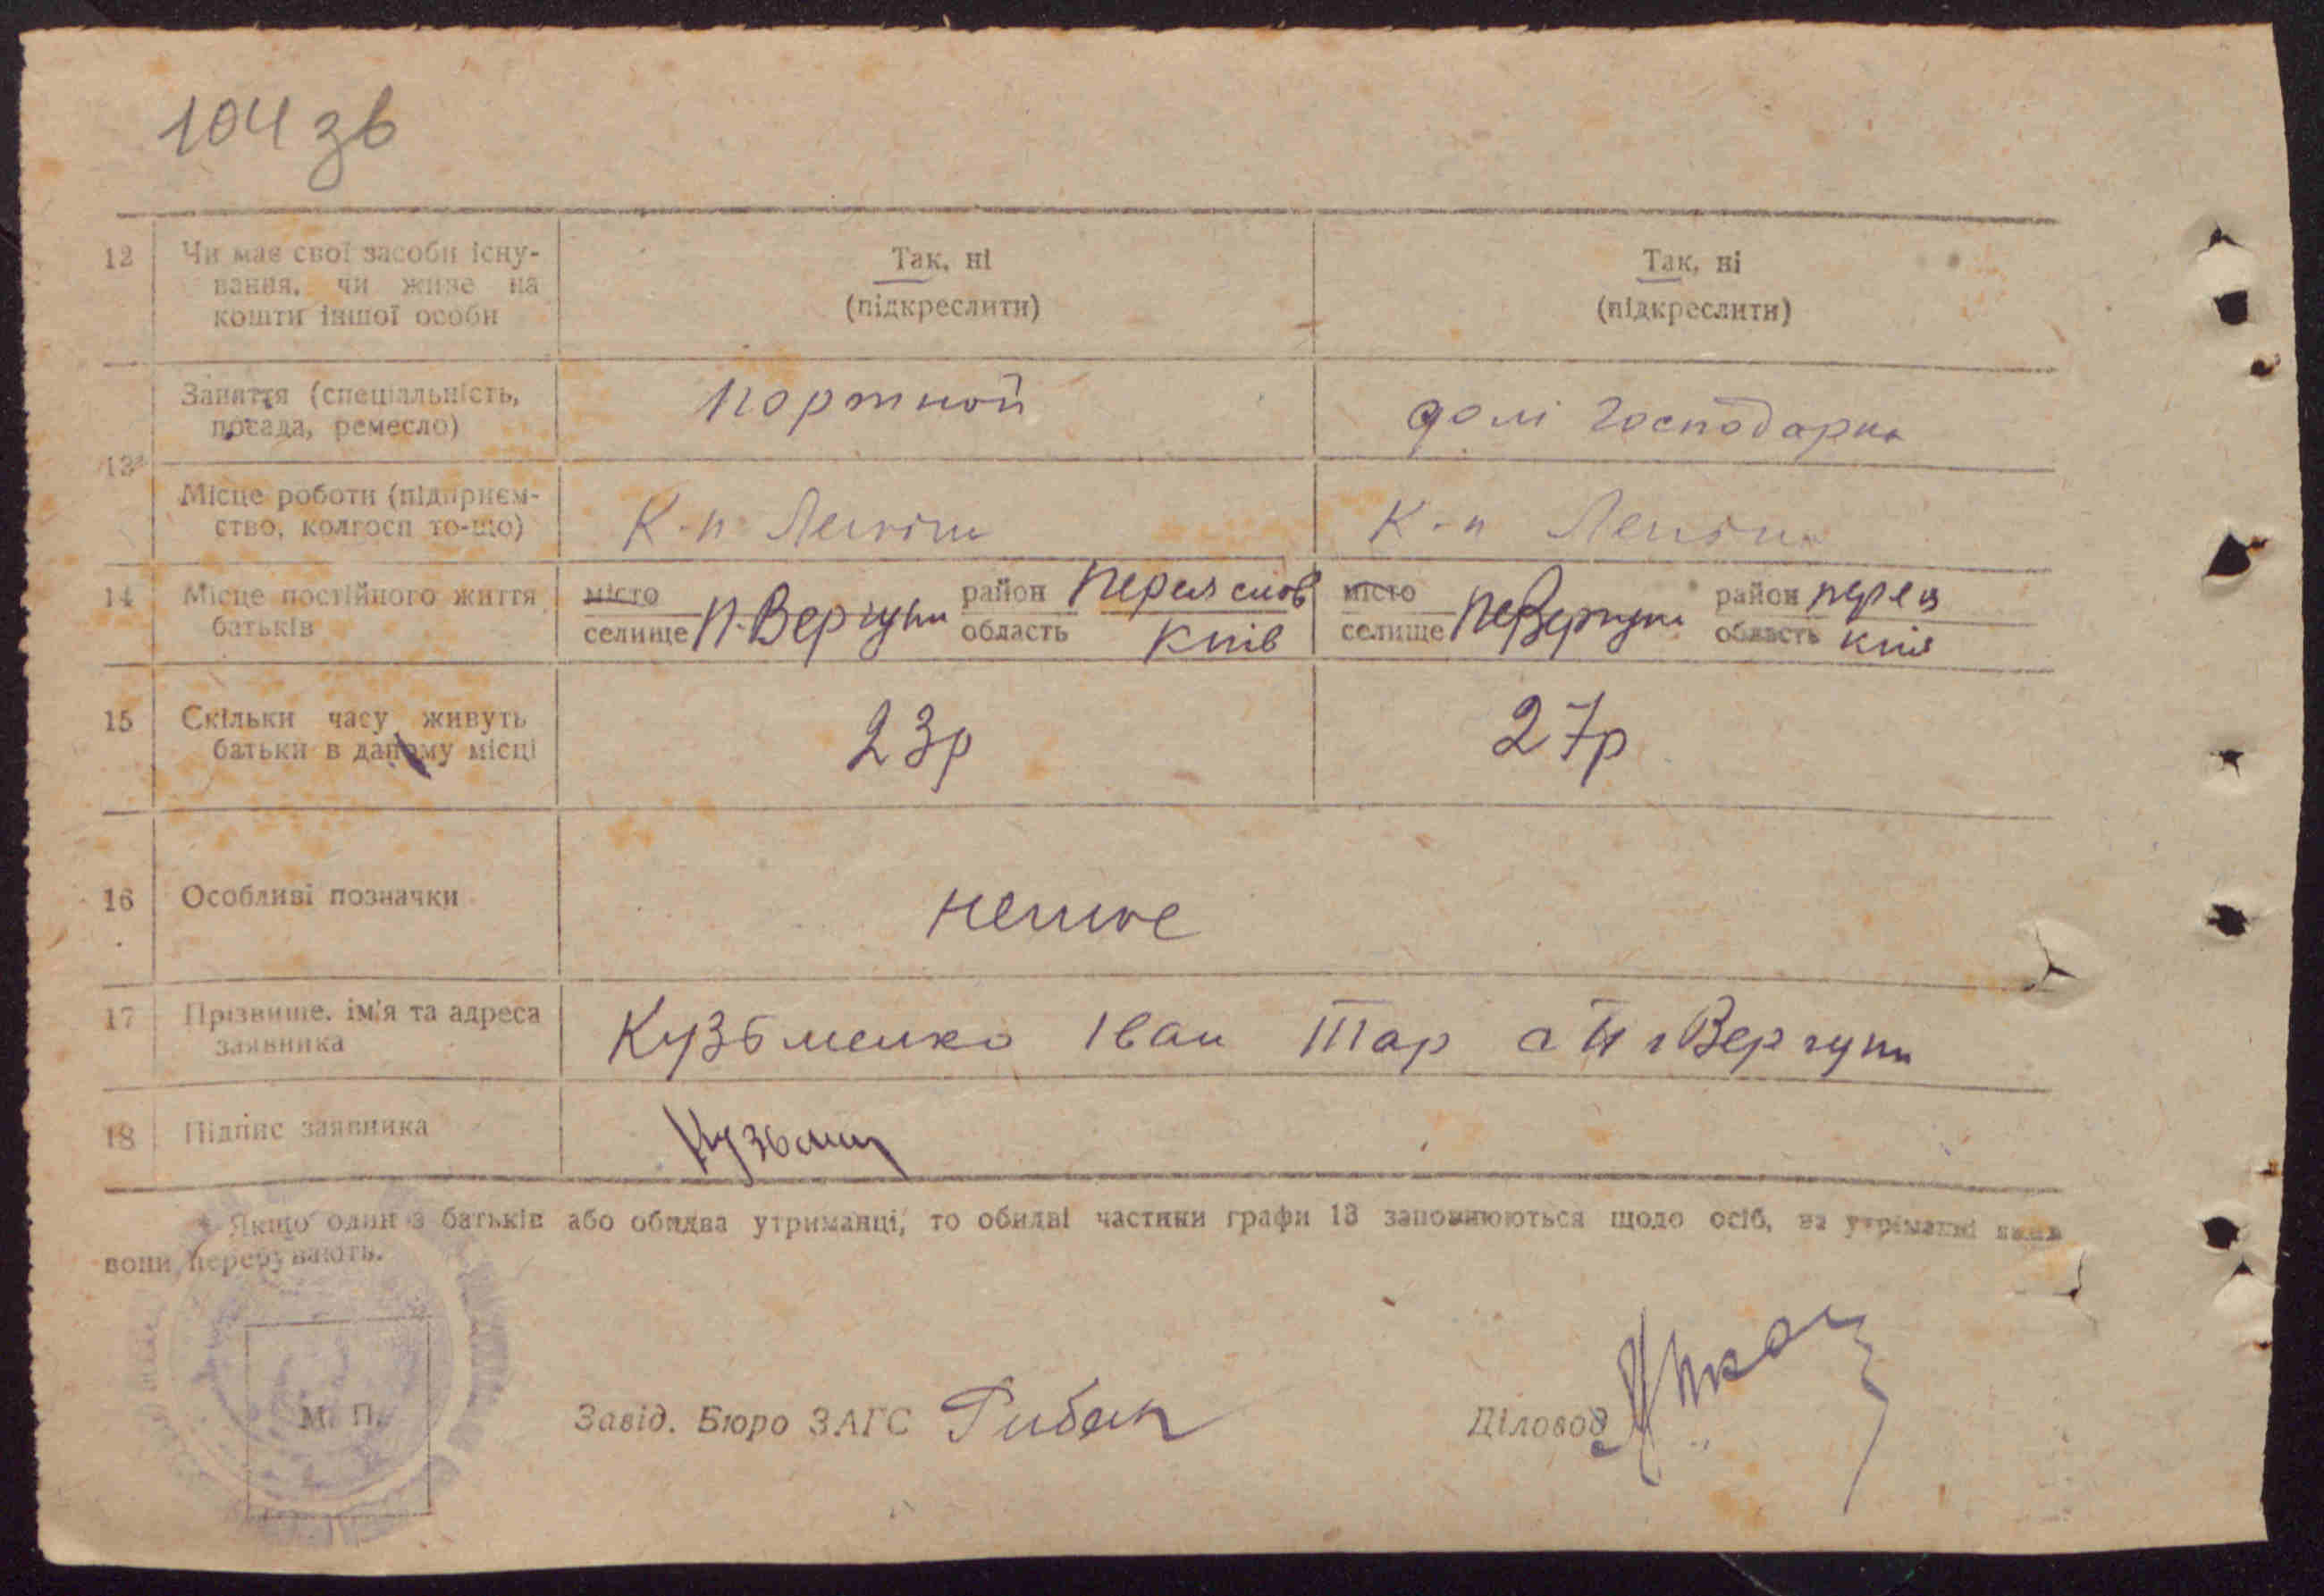 104 зв
12 Чи має свої засоби існу- Так, ні Так, ні
вання, чи живе на
кошти іншої особи (підкреслити) (підкреслити)
Заняття (спеціальність, портной домі господарка
посада, ремесло)
13*
Місце роботи (підприєм- К-п Леніна К-п Леніна
ство, колгосп то-що)
14 Місце постійного життя місто район Переяслов місто район перея
батьків селище П-Вергуни область Київ селище область Київ
15 Скільки часу живуть 23р 27р
батьки в даному місці
16 Особливі позначки немає
17 Прізвище, ім'я та адреса Кузьменко Іван Тар с Вергуни
заявника
18 Підпис заявника
* Якщо один з батьків або обидва утриманці, то обидві частини графи 13 заповнюються щодо осіб, на утриманні яких
вони перебувають.
М. П.
Завід. Бюро ЗАГС Рибак Діловод